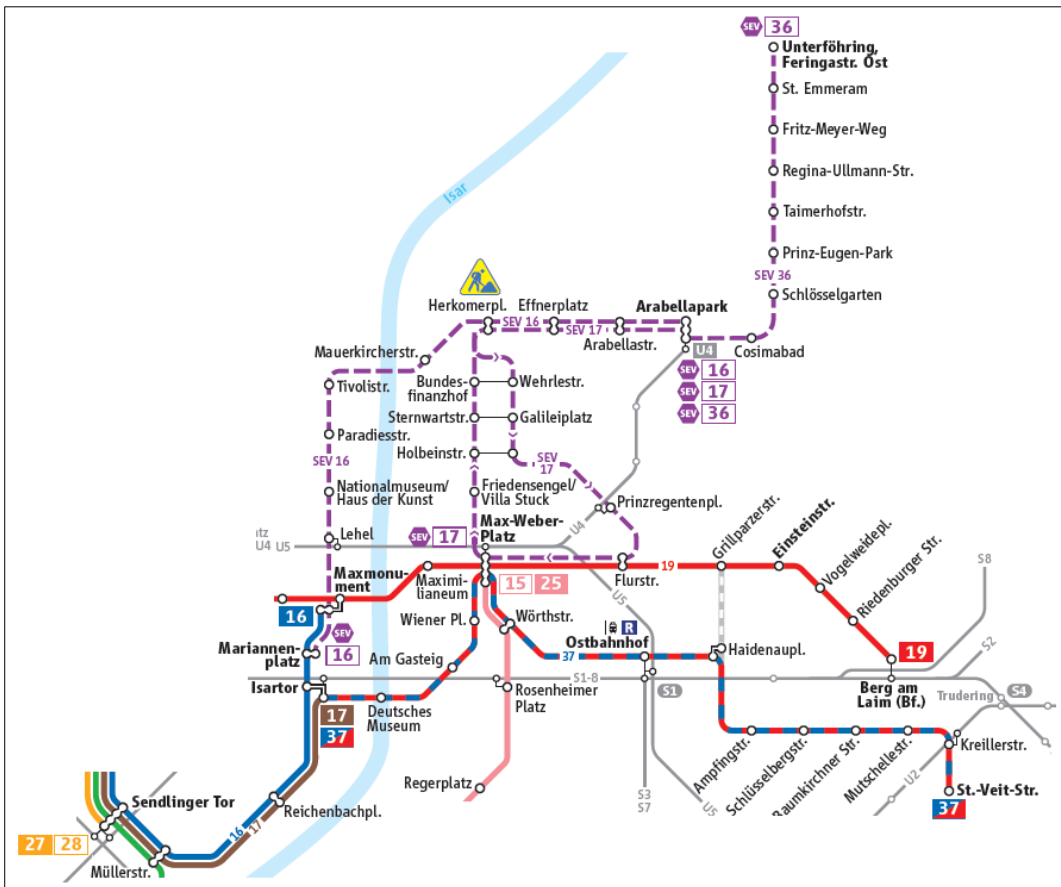 SEV 36
Unterföhring,
Feringastr. Ost
St. Emmeram
Fritz-Meyer-Weg
Regina-Ullmann-Str.
Taimerhofstr.
Prinz-Eugen-Park
SEV 36
Schlösselgarten
Isar
Herkomerpl.
Effnerplatz
Arabellapark
SEV 16
SEV 17
Arabellastr.
Cosimabad
U4
SEV 16
SEV 17
SEV 36
Mauerkircherstr.
Tivolistr.
Bundes-
finanzhof
Wehrlestr.
Sternwartstr.
Galileiplatz
Paradiesstr.
Holbeinstr.
SEV 16
SEV
17
Nationalmuseum/
Haus der Kunst
Friedensengel/
Villa Stuck
Prinzregentenpl.
Lehel
SEV 17
Max-Weber-
Platz
U4
Grillparzerstr.
Einsteinstr.
Vogelweidepl.
Riedenburger Str.
S8
atz
U4 U5
Maxmonu-
ment
Maximi-
lianeum
15 25
Flurstr.
19
U5
16
Wiener Pl.
Wörthstr.
S2
SEV
16
Mariannen-
platz
R
Ostbahnhof
37
Haidenaupl.
19
Am Gasteig
Isartor
S1-8
S1
Berg am
Laim (Bf.)
Trudering
S4
Rosenheimer
Platz
17
37
Deutsches
Museum
Ampfingstr.
Schlüsselbergstr.
Baumkirchner Str.
Mutschellestr.
Kreillerstr.
U2
Regerplatz
S3
S7
U5
St.-Veit-Str.
37
Sendlinger Tor
Reichenbachpl.
16
17
27 28
Müllerstr.